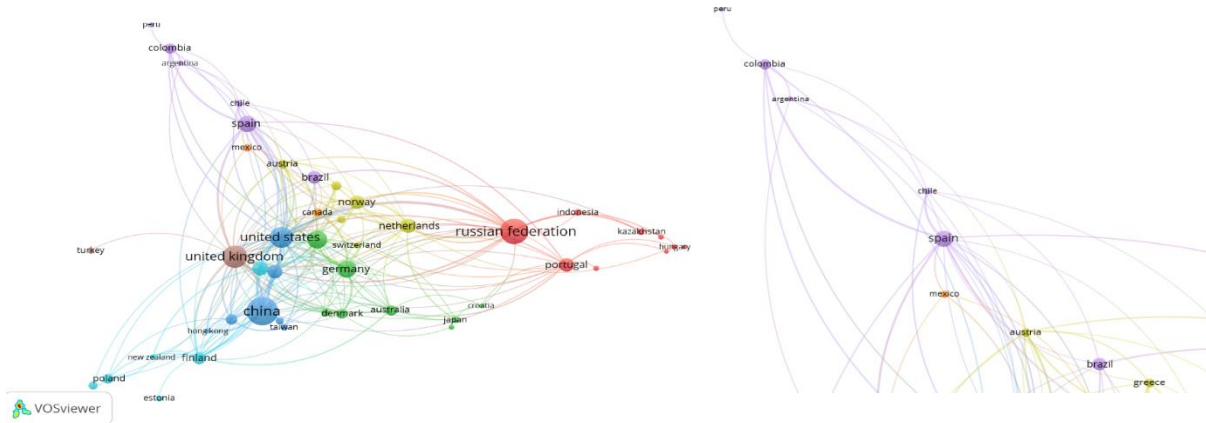 peru
colombia
argentina
chile
spain
mexico
austria
brazil
norway
canada
netherlands
indonesia
russian federation
kazakhstan
united states
switzerland
hungary
turkey
united kingdom
portugal
germany
china
denmark
australia
croatia
japan
hong kong
taiwan
new zealand
finland
poland
estonia
VOSviewer
peru
colombia
argentina
chile
spain
mexico
austria
brazil
greece